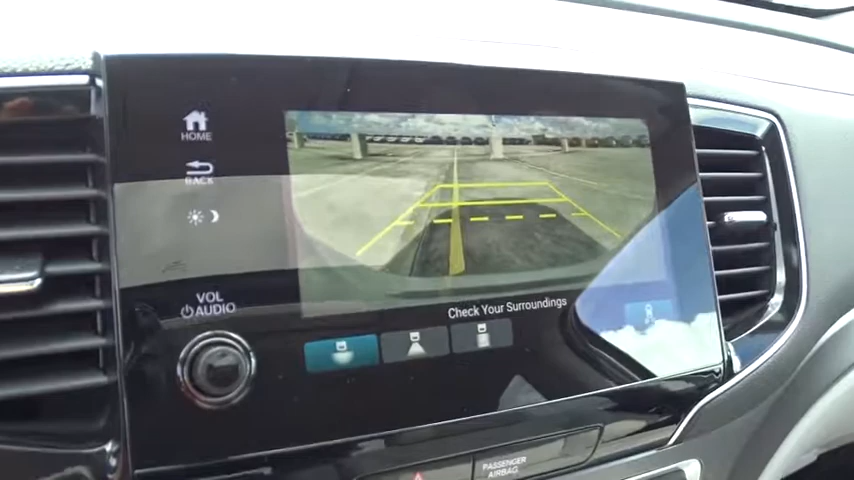 HOME
BACK
VOL
AUDIO
Check Your Surroundings
PASSENGER
AIRBAG